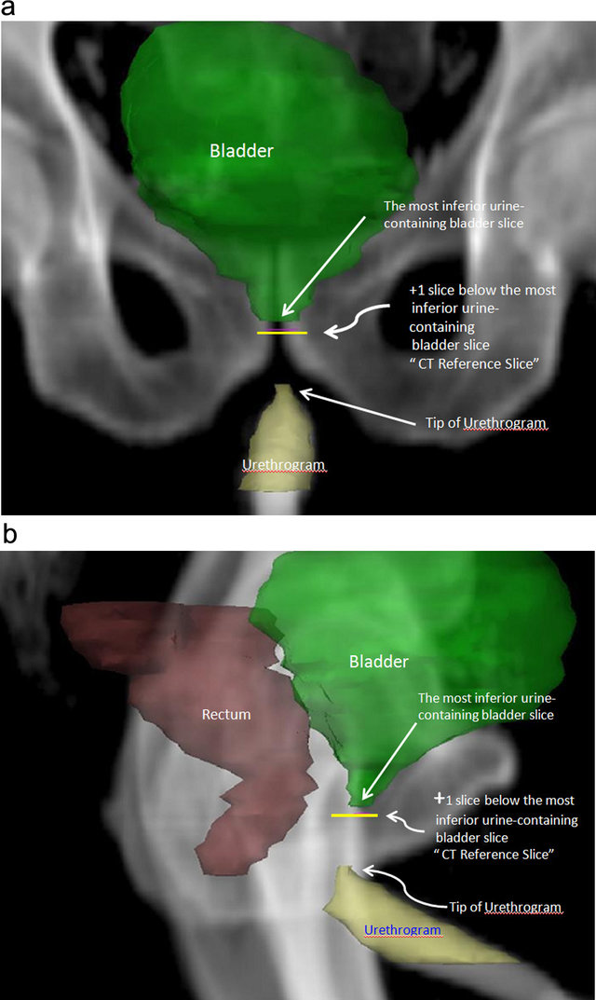 a
Bladder
The most inferior urine-
containing bladder slice
+1 slice below the most
inferior urine-
containing
bladder slice
“ CT Reference Slice”
Tip of Urethrogram
Urethrogram
b
Bladder
The most inferior urine-
containing bladder slice
Rectum
+1 slice below the most
inferior urine-containing
bladder slice
“ CT Reference Slice”
Tip of Urethrogram
Urethrogram